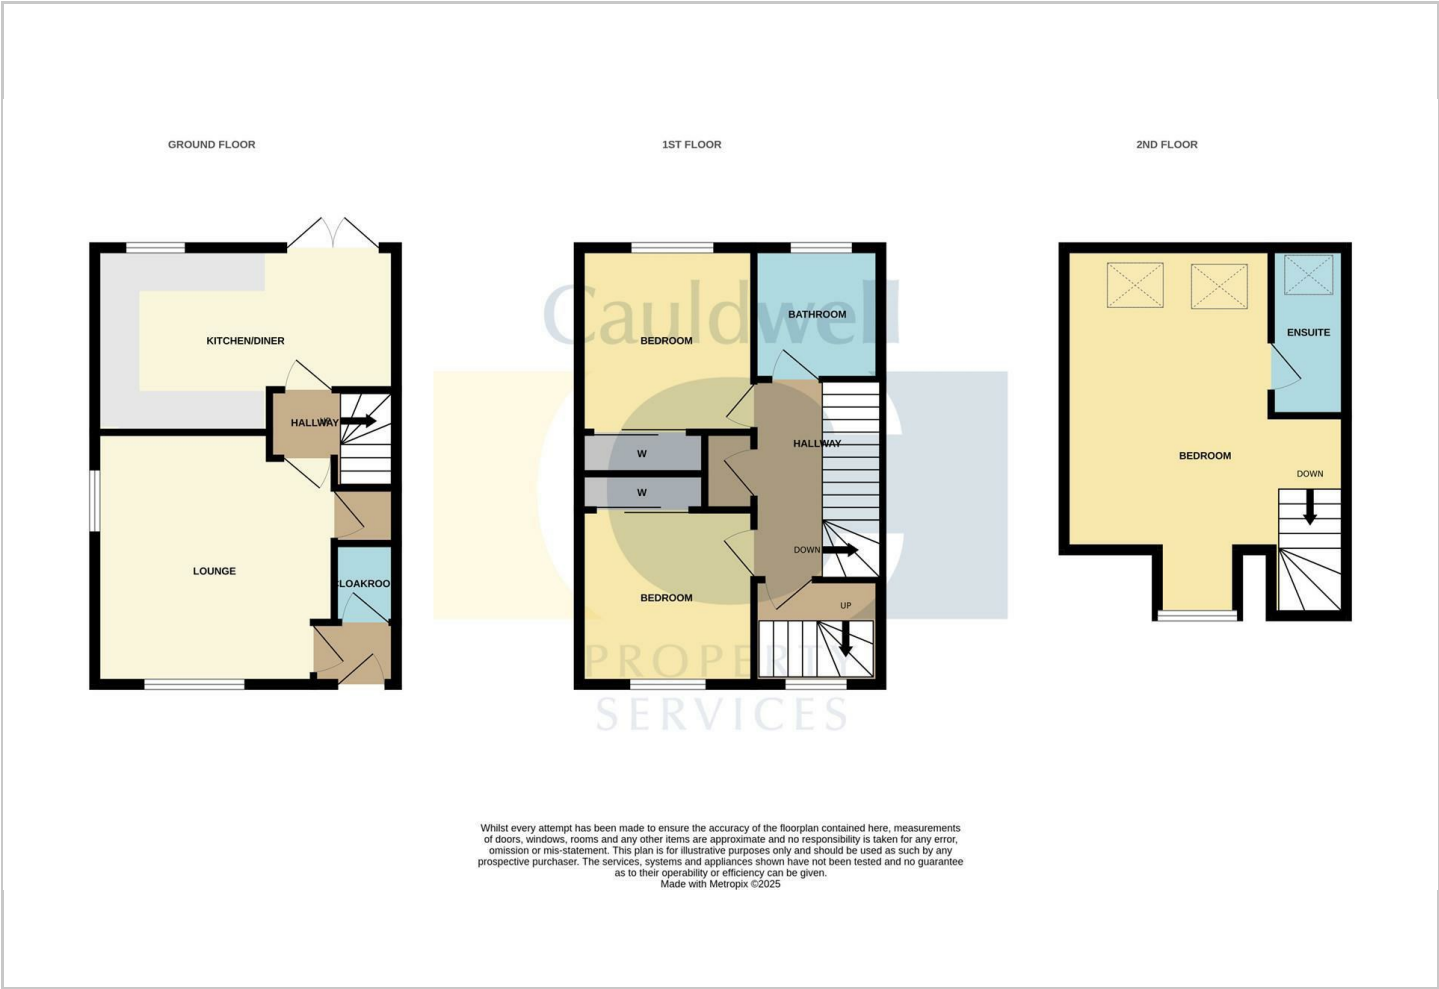 GROUND FLOOR
1ST FLOOR
2ND FLOOR
KITCHEN/DINER
HALLWAY
LOUNGE
CLOAKROO
Cauldwell
BEDROOM
BATHROOM
W
HALLWAY
W
DOWN
BEDROOM
UP
PROPERTY
SERVICES
ENSUITE
BEDROOM
DOWN
Whilst every attempt has been made to ensure the accuracy of the floorplan contained here, measurements
of doors, windows, rooms and any other items are approximate and no responsibility is taken for any error,
omission or mis-statement. This plan is for illustrative purposes only and should be used as such by any
prospective purchaser. The services, systems and appliances shown have not been tested and no guarantee
as to their operability or efficiency can be given.
Made with Metropix ©2025